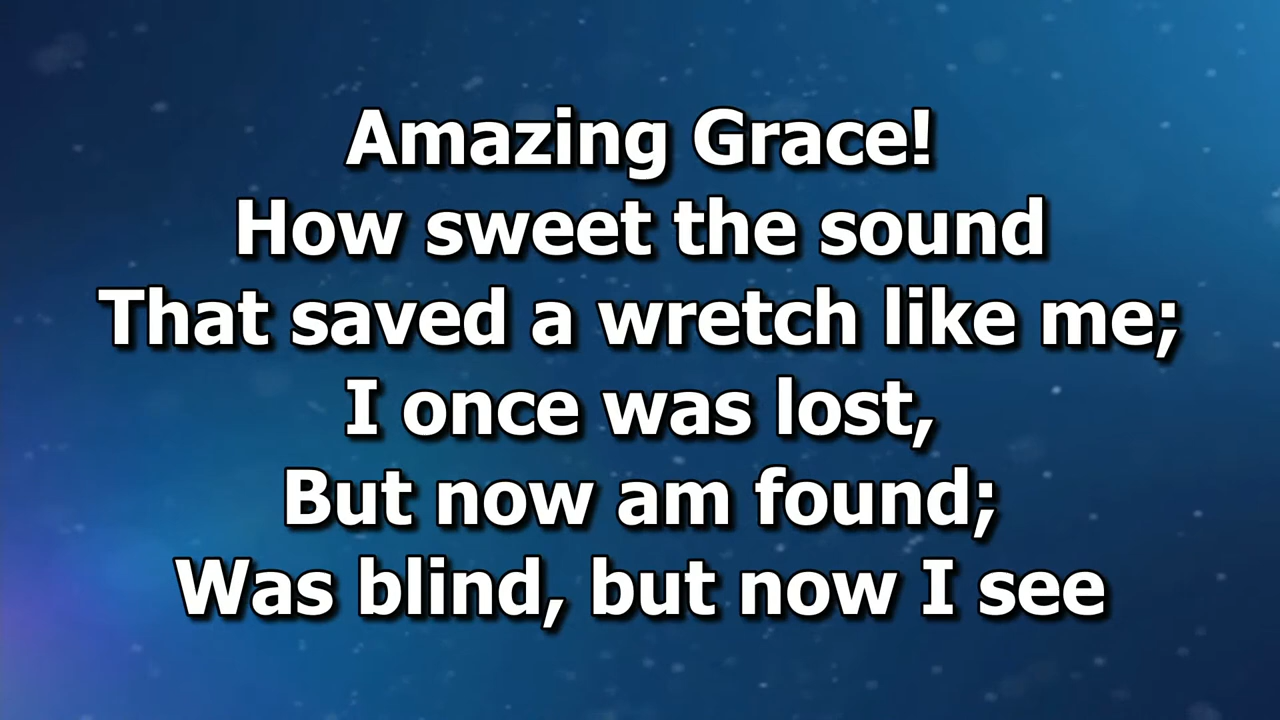 Amazing Grace!
How sweet the sound
That saved a wretch like me;
I once was lost,
But now am found;
Was blind, but now I see